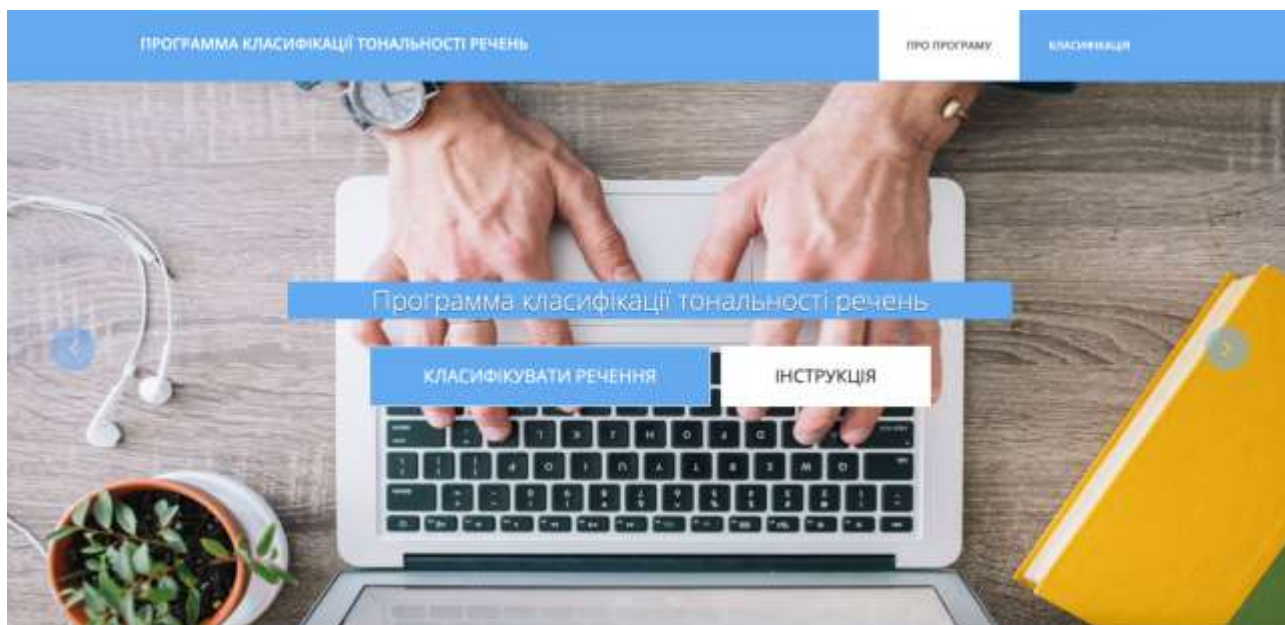 ПРОГРАММА КЛАСИФІКАЦІЇ ТОНАЛЬНОСТІ РЕЧЕНЬ
ПРО ПРОГРАМУ
КЛАСИФІКАЦІЯ
Программа класифікації тональності речень
КЛАСИФІКУВАТИ РЕЧЕННЯ
ІНСТРУКЦІЯ